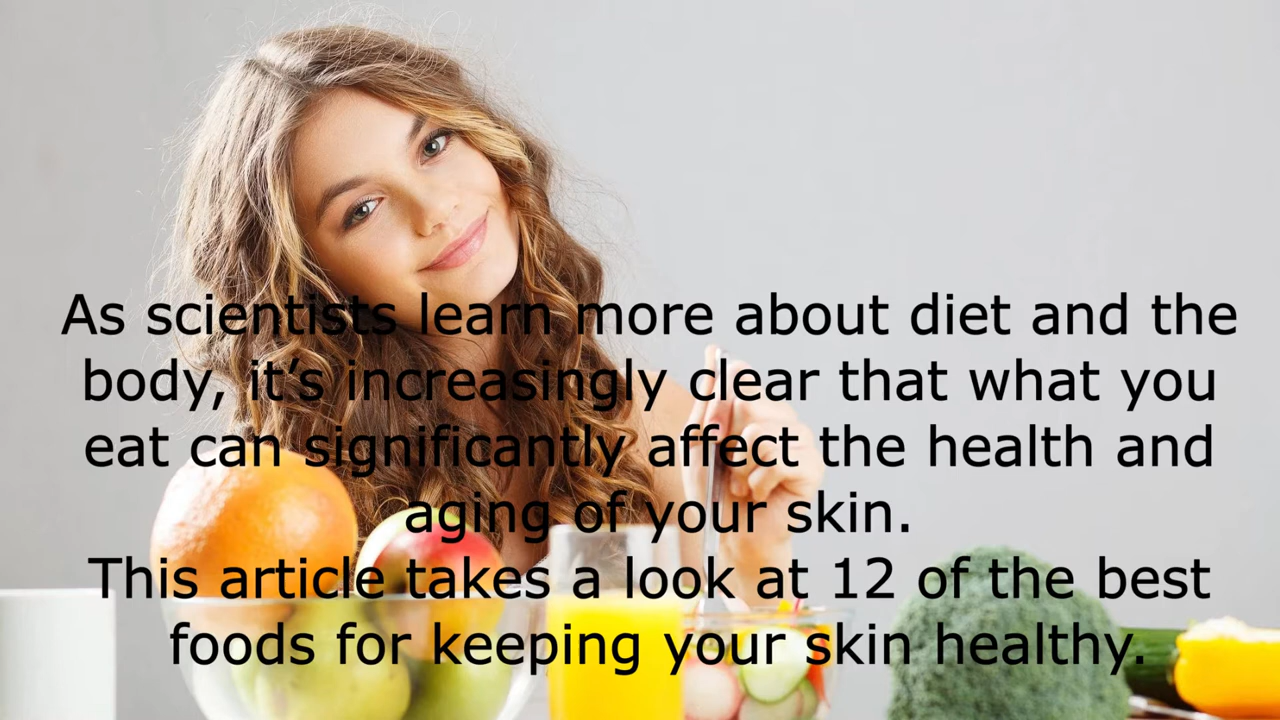 As scientists learn more about diet and the
body, it’s increasingly clear that what you
eat can significantly affect the health and
aging of your skin.
This article takes a look at 12 of the best
foods for keeping your skin healthy.